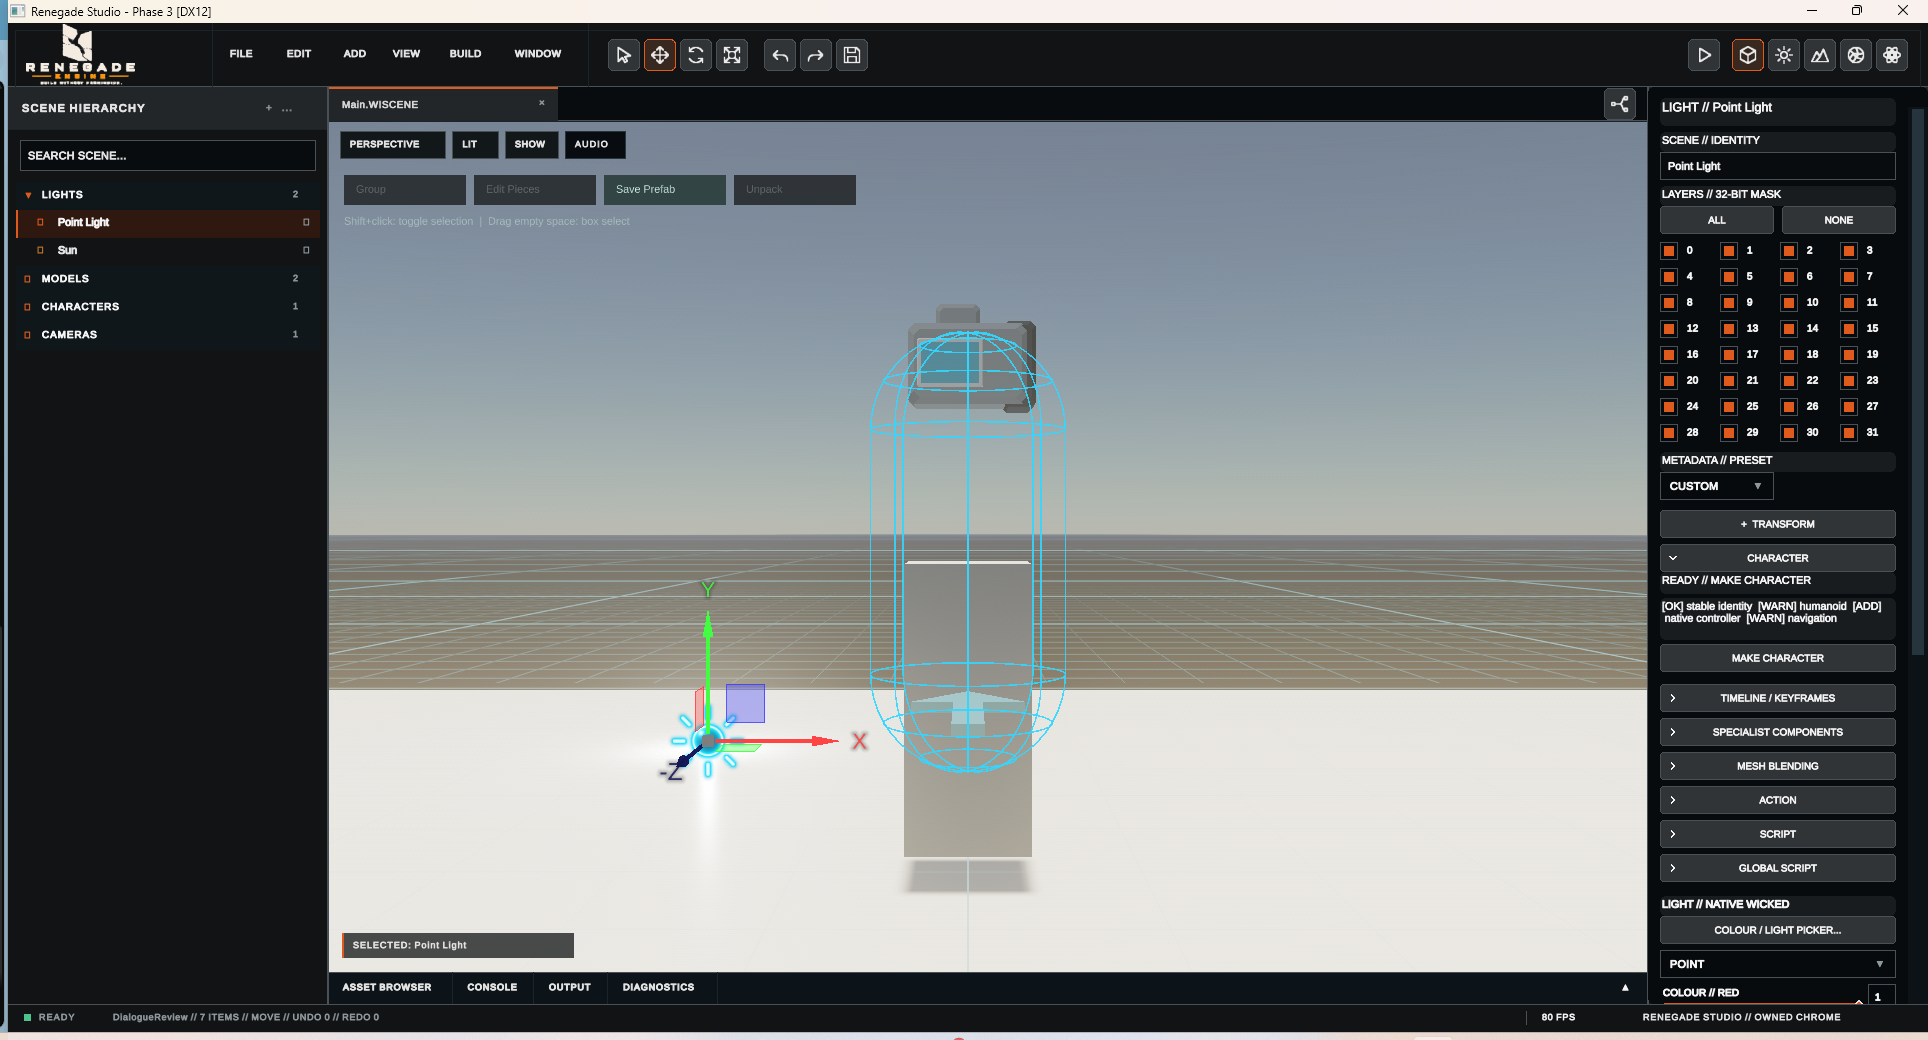 Renegade Studio - Phase 3 [DX12]
RENEGADE
ENGINE
BUILD WITHOUT PERMISSION.
FILE EDIT ADD VIEW BUILD WINDOW
SCENE HIERARCHY + ...
SEARCH SCENE...
LIGHTS 2
Point Light
Sun
MODELS 2
CHARACTERS 1
CAMERAS 1
Main.WISCENE ×
PERSPECTIVE LIT SHOW AUDIO
Group Edit Pieces Save Prefab Unpack
Shift+click: toggle selection | Drag empty space: box select
Y
X
-Z
SELECTED: Point Light
ASSET BROWSER CONSOLE OUTPUT DIAGNOSTICS
LIGHT // Point Light
SCENE // IDENTITY
Point Light
LAYERS // 32-BIT MASK
ALL NONE
0 1 2 3
4 5 6 7
8 9 10 11
12 13 14 15
16 17 18 19
20 21 22 23
24 25 26 27
28 29 30 31
METADATA // PRESET
CUSTOM
+ TRANSFORM
CHARACTER
READY // MAKE CHARACTER
[OK] stable identity [WARN] humanoid [ADD]
native controller [WARN] navigation
MAKE CHARACTER
TIMELINE / KEYFRAMES
SPECIALIST COMPONENTS
MESH BLENDING
ACTION
SCRIPT
GLOBAL SCRIPT
LIGHT // NATIVE WICKED
COLOUR / LIGHT PICKER...
POINT
COLOUR // RED 1
READY DialogueReview // 7 ITEMS // MOVE // UNDO 0 // REDO 0 80 FPS RENEGADE STUDIO // OWNED CHROME